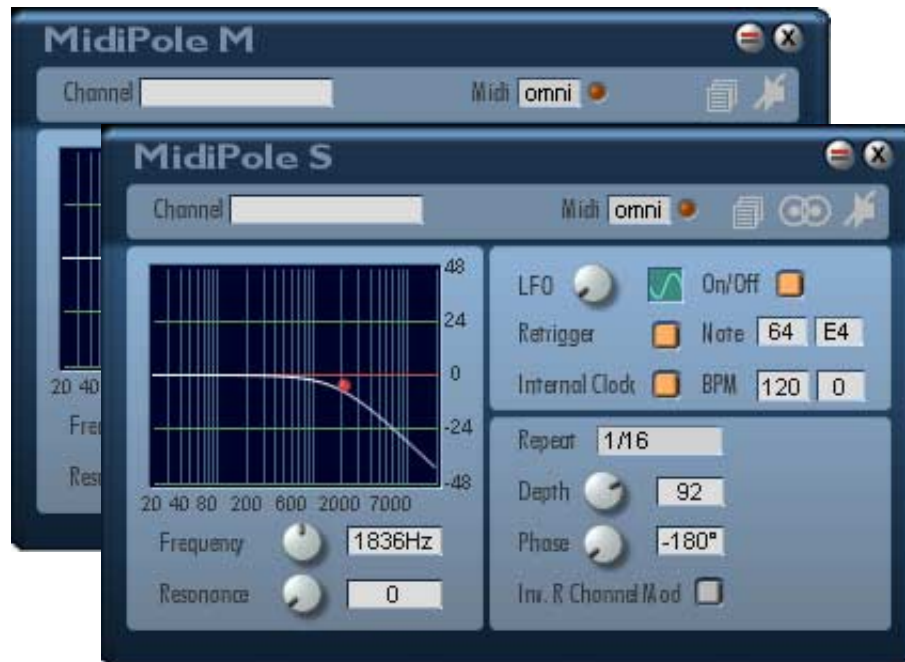 MidiPole M
Channel Midi omni
MidiPole S
Channel Midi omni
48
24
0
-24
-48
20 40 80 200 600 2000 7000
Frequency 1836Hz
Resonance 0
LFO On/Off
Retrigger Note 64 E4
Internal Clock BPM 120 0
Repeat 1/16
Depth 92
Phase -180°
Inv. R Channel Mod
20 40
Fre
Res